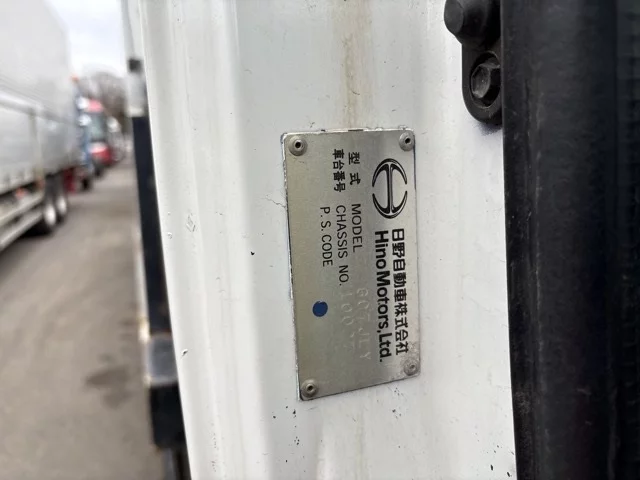 日野自動車株式会社
Hino Motors, Ltd.
型式 MODEL
車台番号 CHASSIS NO.
P.S.CODE